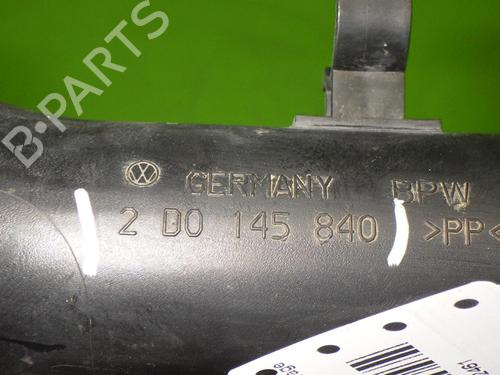 B-PARTS
GERMANY BPW
2 D0 145 840 >PP<